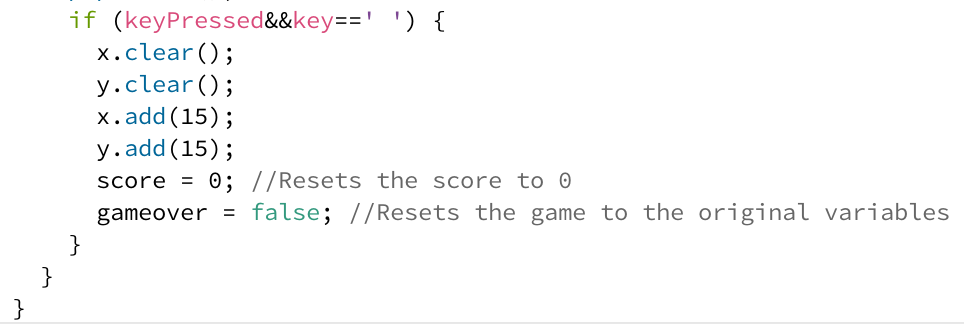 if (keyPressed&&key==' ') {
x.clear();
y.clear();
x.add(15);
y.add(15);
score = 0; //Resets the score to 0
gameover = false; //Resets the game to the original variables
}
}
}